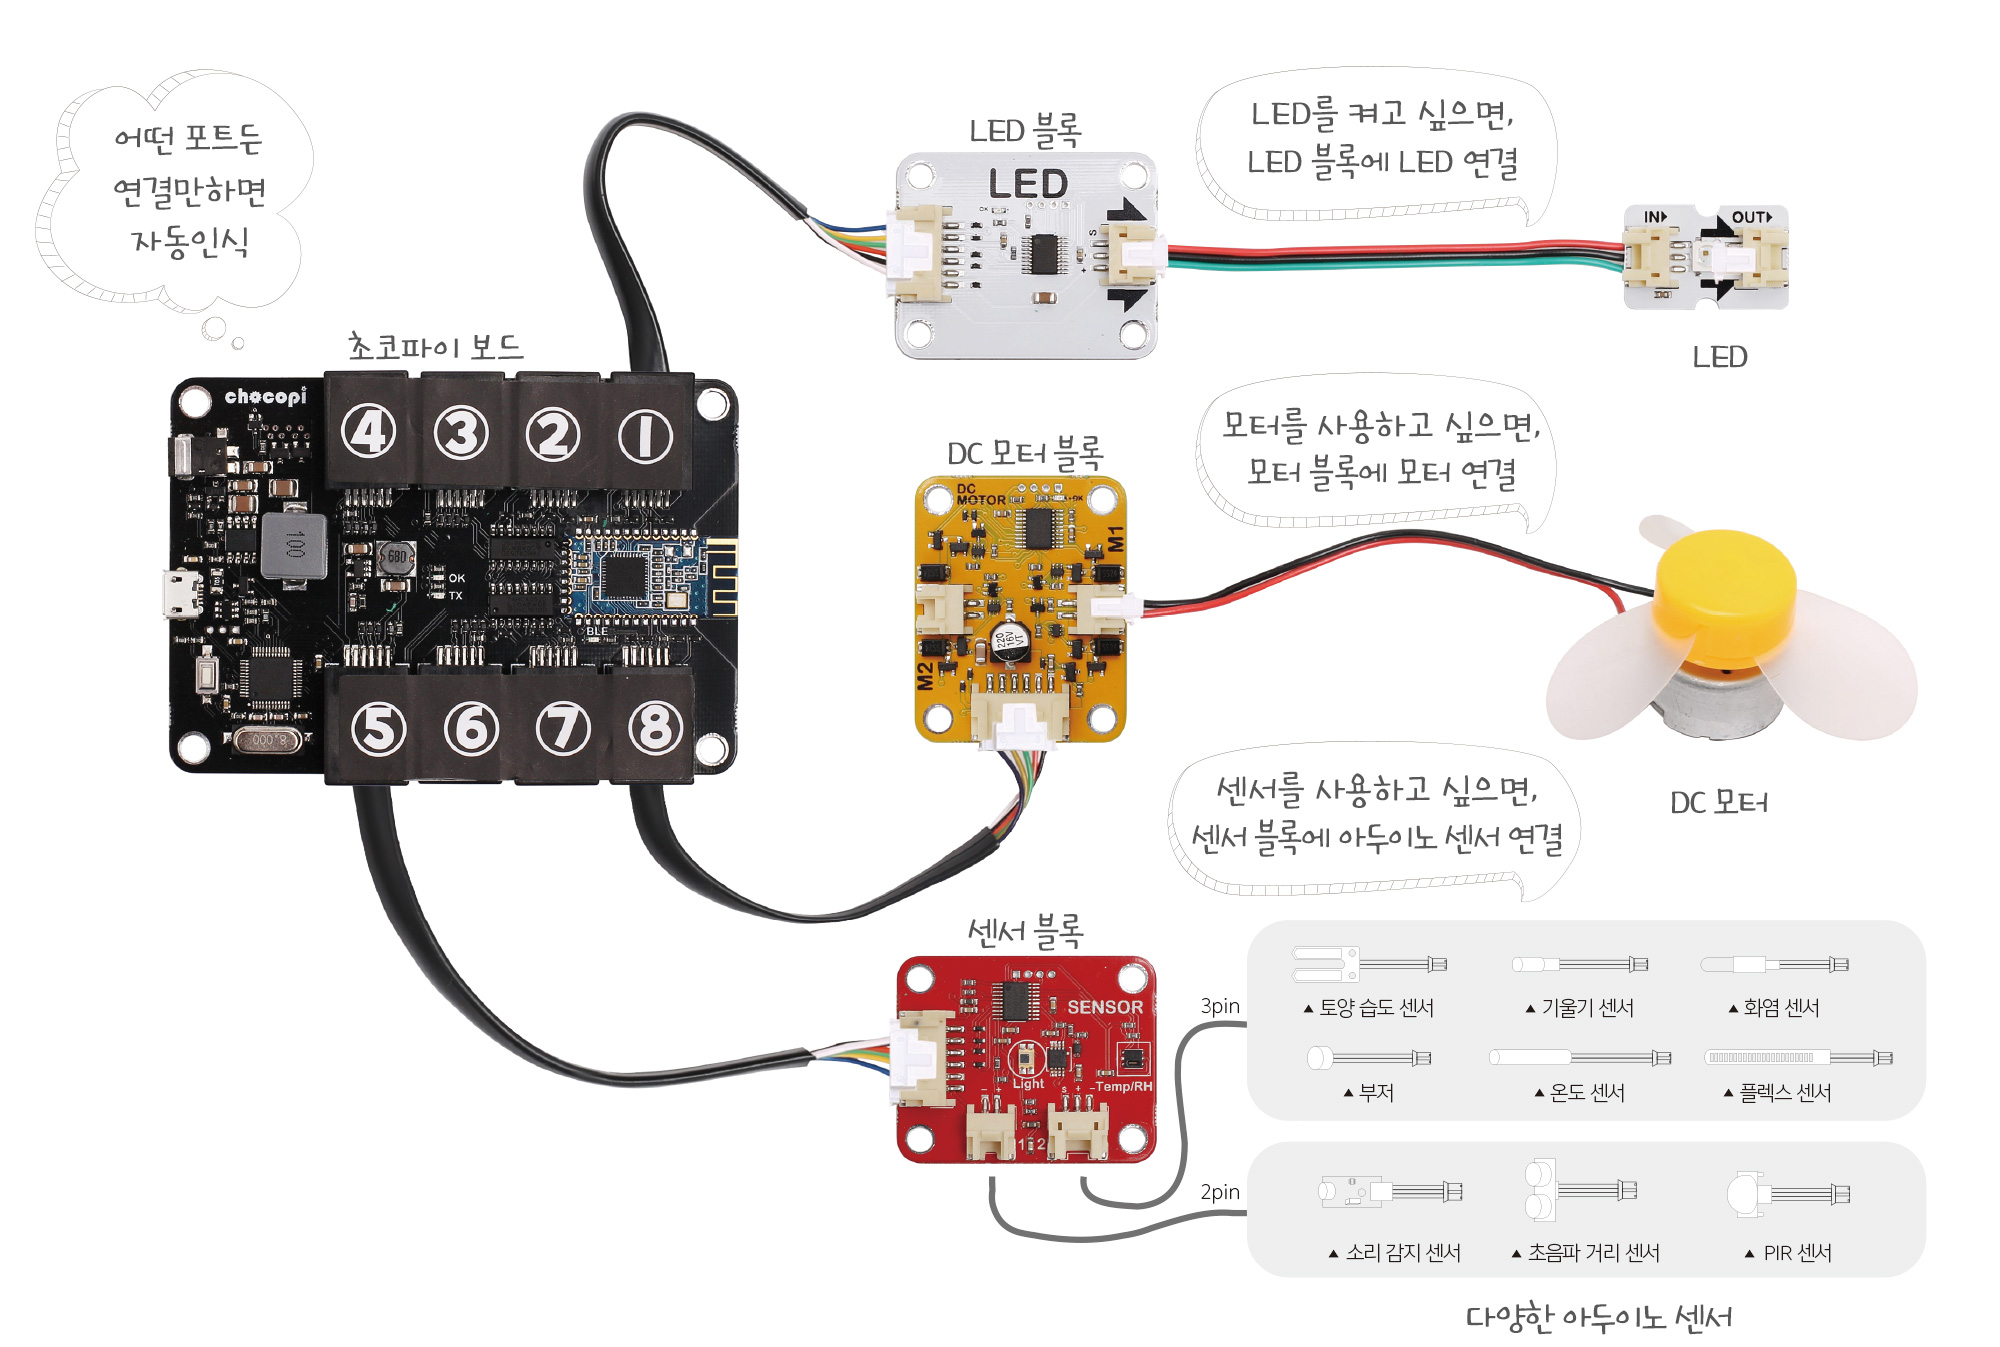 어떤 포트든
연결만하면
자동인식
초코파이 보드
chocopi
④ ③ ② ①
100
680
OK
TX
BLE
8.000
⑤ ⑥ ⑦ ⑧
LED 블록
LED
OK
S
+
LED를 켜고 싶으면,
LED 블록에 LED 연결
IN
OUT
LED
DC 모터 블록
DC
MOTOR
OK
M1
220
16V
VT
M2
모터를 사용하고 싶으면,
모터 블록에 모터 연결
DC 모터
센서를 사용하고 싶으면,
센서 블록에 아두이노 센서 연결
센서 블록
SENSOR
Light
Temp/RH
- +
S + -
1 2
3pin
▲ 토양 습도 센서
▲ 기울기 센서
▲ 화염 센서
▲ 부저
▲ 온도 센서
▲ 플렉스 센서
2pin
▲ 소리 감지 센서
▲ 초음파 거리 센서
▲ PIR 센서
다양한 아두이노 센서